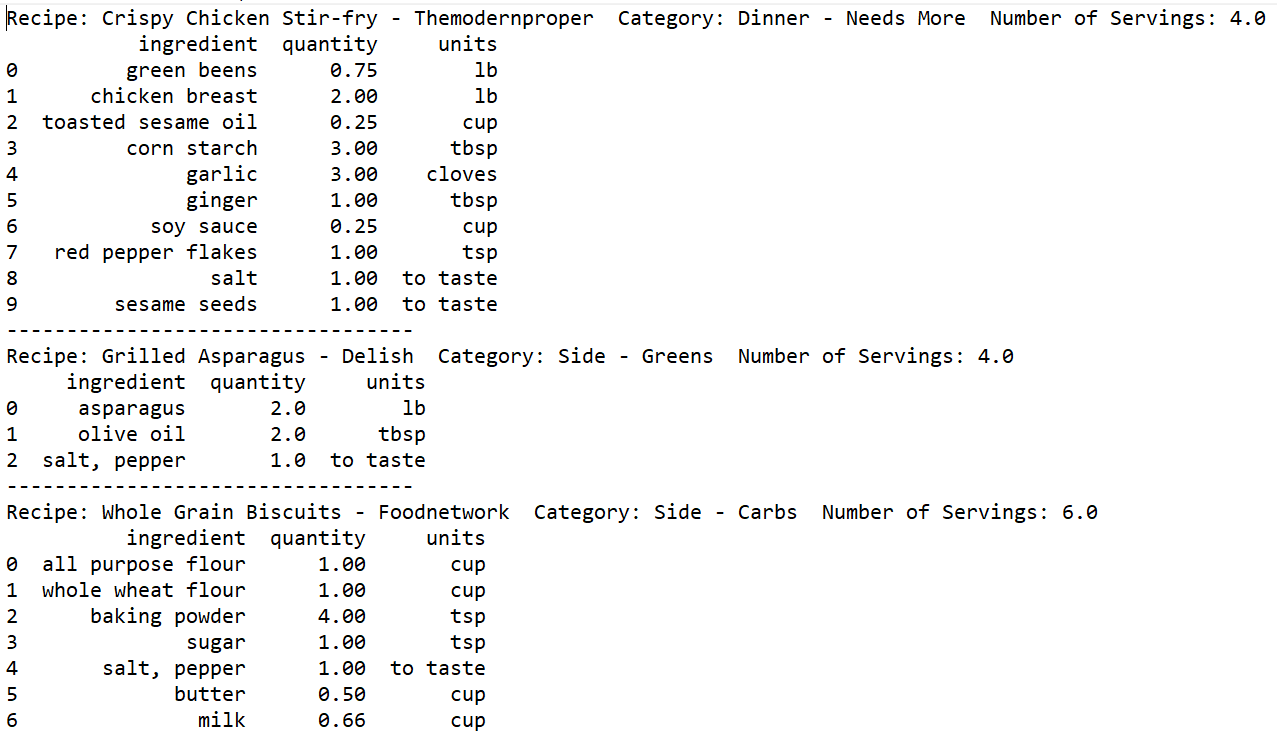 Recipe: Crispy Chicken Stir-fry - Themodernproper  Category: Dinner - Needs More  Number of Servings: 4.0
           ingredient  quantity     units
0         green beens      0.75        lb
1      chicken breast      2.00        lb
2  toasted sesame oil      0.25       cup
3         corn starch      3.00      tbsp
4              garlic      3.00    cloves
5              ginger      1.00      tbsp
6           soy sauce      0.25       cup
7   red pepper flakes      1.00       tsp
8                salt      1.00  to taste
9        sesame seeds      1.00  to taste
----------------------------------
Recipe: Grilled Asparagus - Delish  Category: Side - Greens  Number of Servings: 4.0
     ingredient  quantity     units
0     asparagus       2.0        lb
1     olive oil       2.0      tbsp
2  salt, pepper       1.0  to taste
----------------------------------
Recipe: Whole Grain Biscuits - Foodnetwork  Category: Side - Carbs  Number of Servings: 6.0
          ingredient  quantity     units
0  all purpose flour      1.00       cup
1  whole wheat flour      1.00       cup
2      baking powder      4.00       tsp
3              sugar      1.00       tsp
4       salt, pepper      1.00  to taste
5             butter      0.50       cup
6               milk      0.66       cup